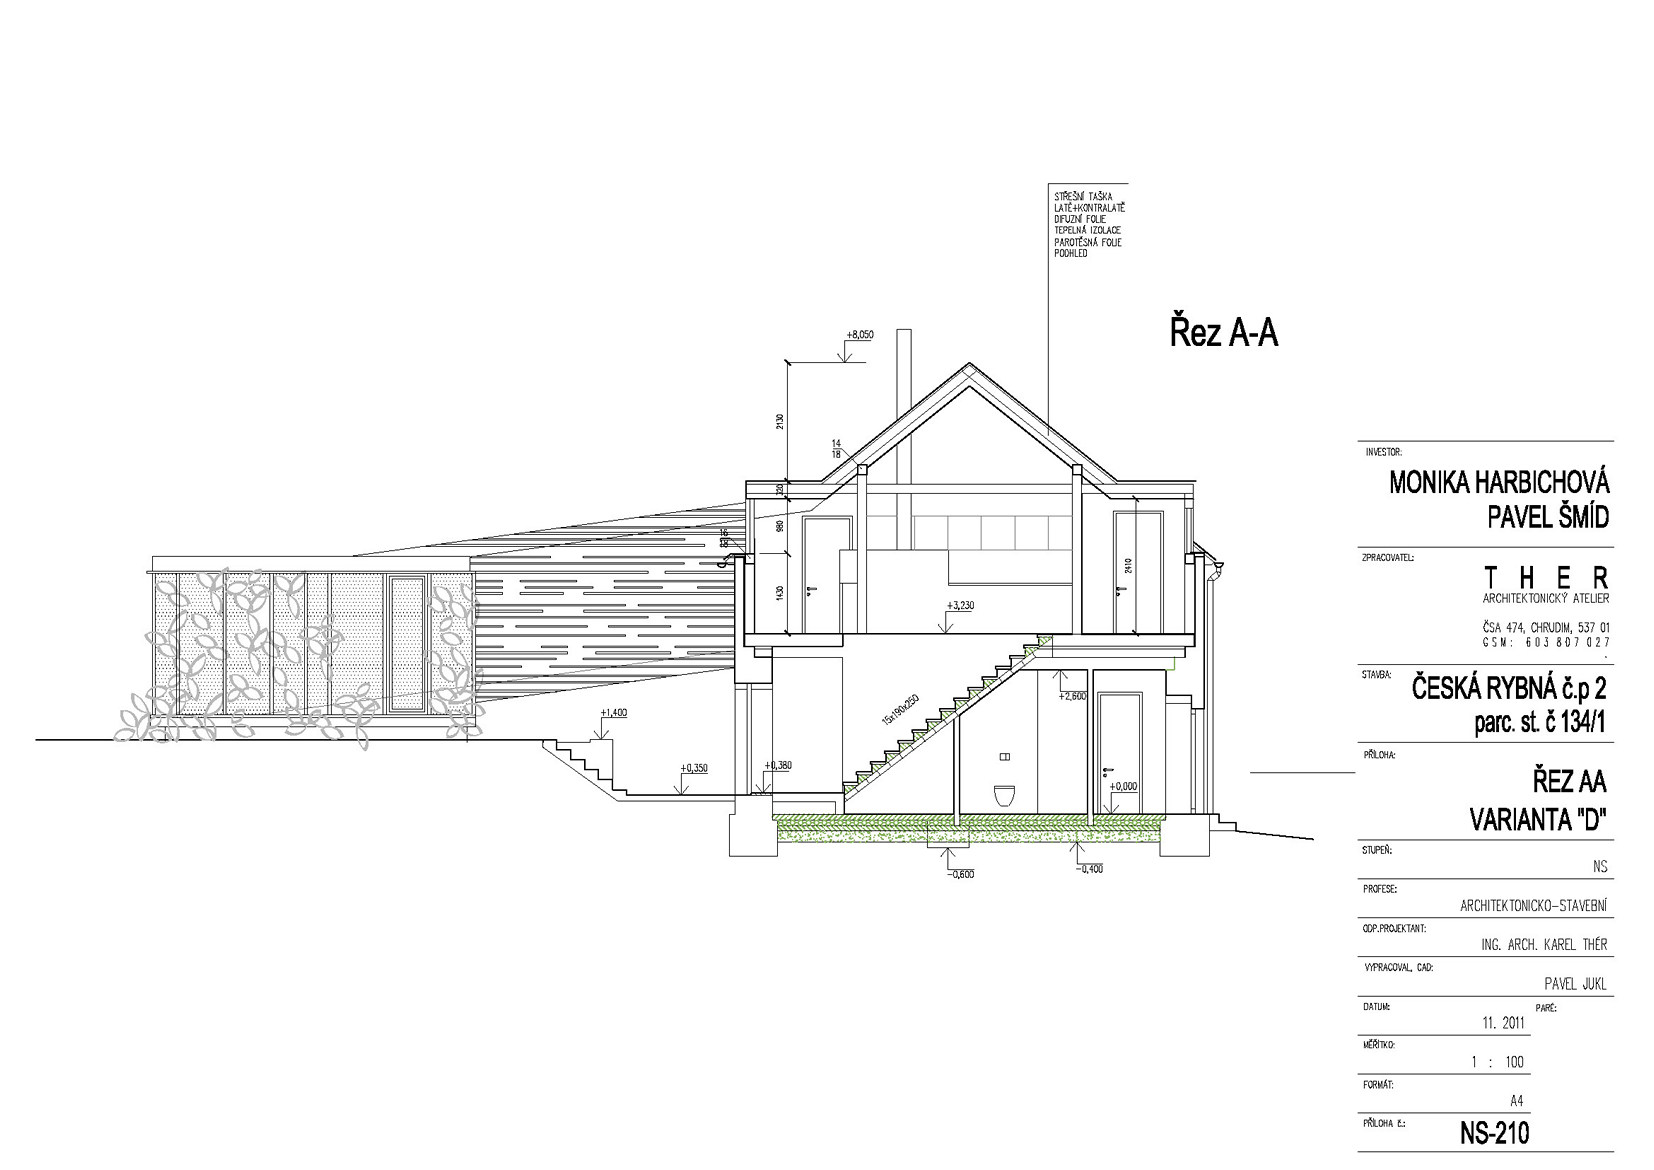 STŘEŠNÍ TAŠKA
LATĚ+KONTRALATĚ
DIFUZNÍ FOLIE
TEPELNÁ IZOLACE
PAROTĚSNÁ FOLIE
PODHLED
Řez A-A
+8,050
2130
14
18
220
980
1430
2410
+3,230
+2,600
15x190x250
+1,400
+0,350
+0,380
+0,000
-0,600
-0,400
INVESTOR:
MONIKA HARBICHOVÁ
PAVEL ŠMÍD
ZPRACOVATEL:
T H E R
ARCHITEKTONICKÝ ATELIER
ČSA 474, CHRUDIM, 537 01
GSM: 603807027
STAVBA:
ČESKÁ RYBNÁ č.p 2
parc. st. č 134/1
PŘÍLOHA:
ŘEZ AA
VARIANTA "D"
STUPEŇ:
NS
PROFESE:
ARCHITEKTONICKO-STAVEBNÍ
ODP.PROJEKTANT:
ING. ARCH. KAREL THÉR
VYPRACOVAL, CAD:
PAVEL JUKL
DATUM:
11. 2011
PARÉ:
MĚŘÍTKO:
1 : 100
FORMÁT:
A4
PŘÍLOHA č.:
NS-210